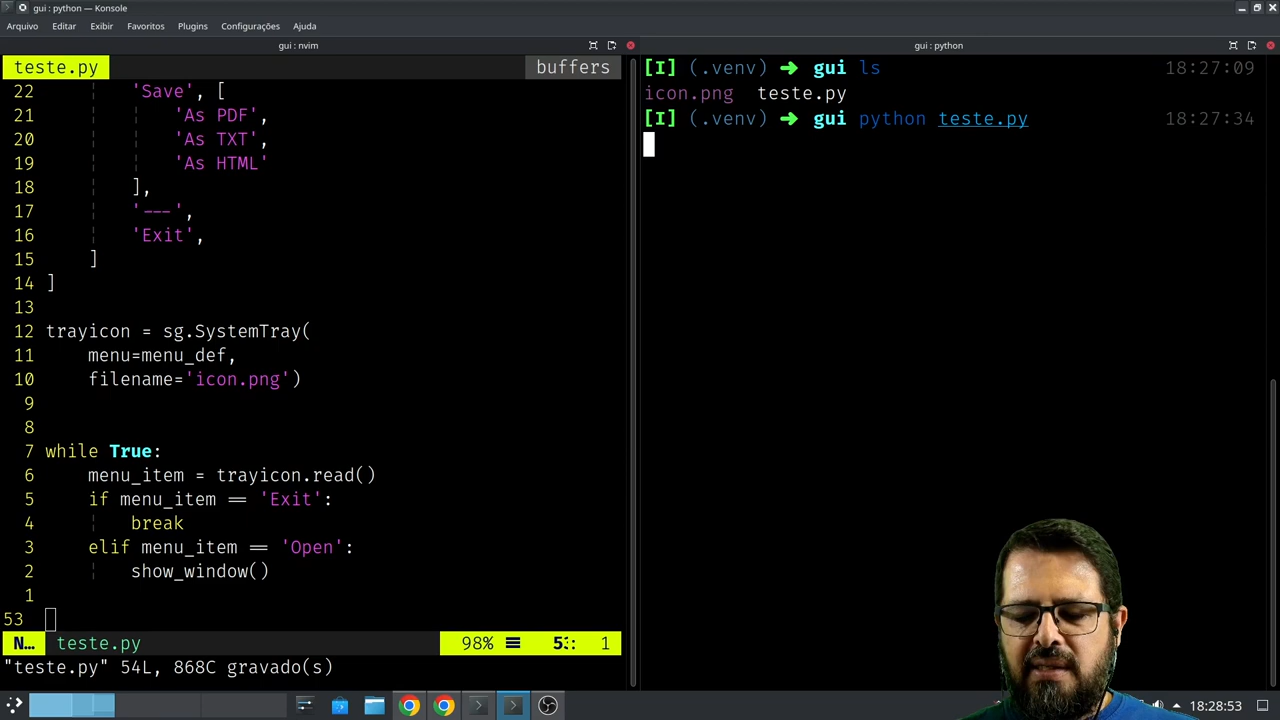 gui : python — Konsole
Arquivo Editar Exibir Favoritos Plugins Configurações Ajuda
gui : nvim
gui : python
teste.py buffers
22 'Save', [
21 'As PDF',
20 'As TXT',
19 'As HTML'
18 ],
17 '---',
16 'Exit',
15 ]
14 ]
13
12 trayicon = sg.SystemTray(
11 menu=menu_def,
10 filename='icon.png')
9
8
7 while True:
6 menu_item = trayicon.read()
5 if menu_item == 'Exit':
4 break
3 elif menu_item == 'Open':
2 show_window()
1
53
N… teste.py 98% ☰ 53: 1
"teste.py" 54L, 868C gravado(s)
[I] (.venv) ➜ gui ls 18:27:09
icon.png teste.py
[I] (.venv) ➜ gui python teste.py 18:27:34
18:28:53